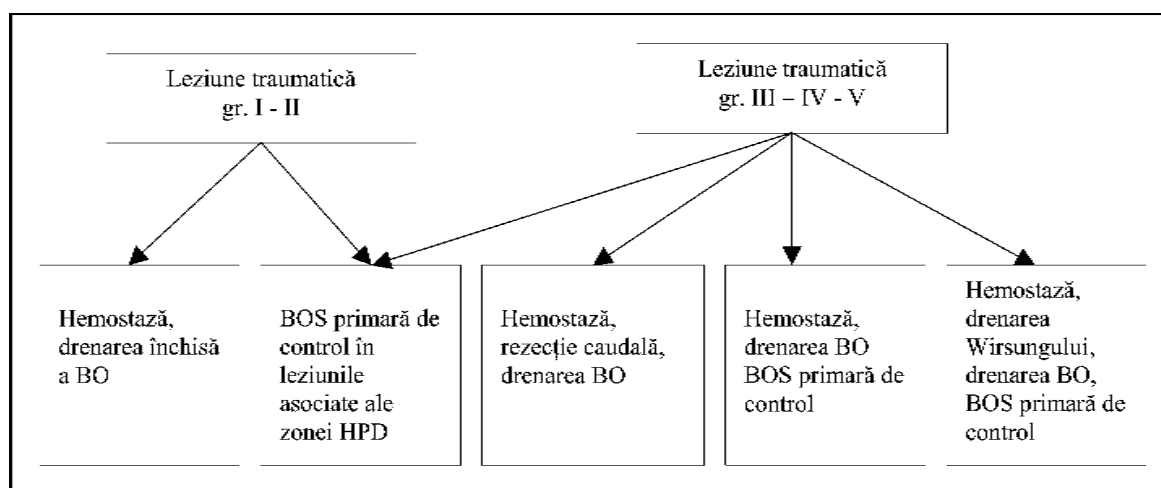 Leziune traumatică
gr. I - II
Leziune traumatică
gr. III – IV - V
Hemostază,
drenarea închisă
a BO
BOS primară de
control în
leziunile
asociate ale
zonei HPD
Hemostază,
rezecție caudală,
drenarea BO
Hemostază,
drenarea BO
BOS primară de
control
Hemostază,
drenarea
Wirsungului,
drenarea BO,
BOS primară de
control